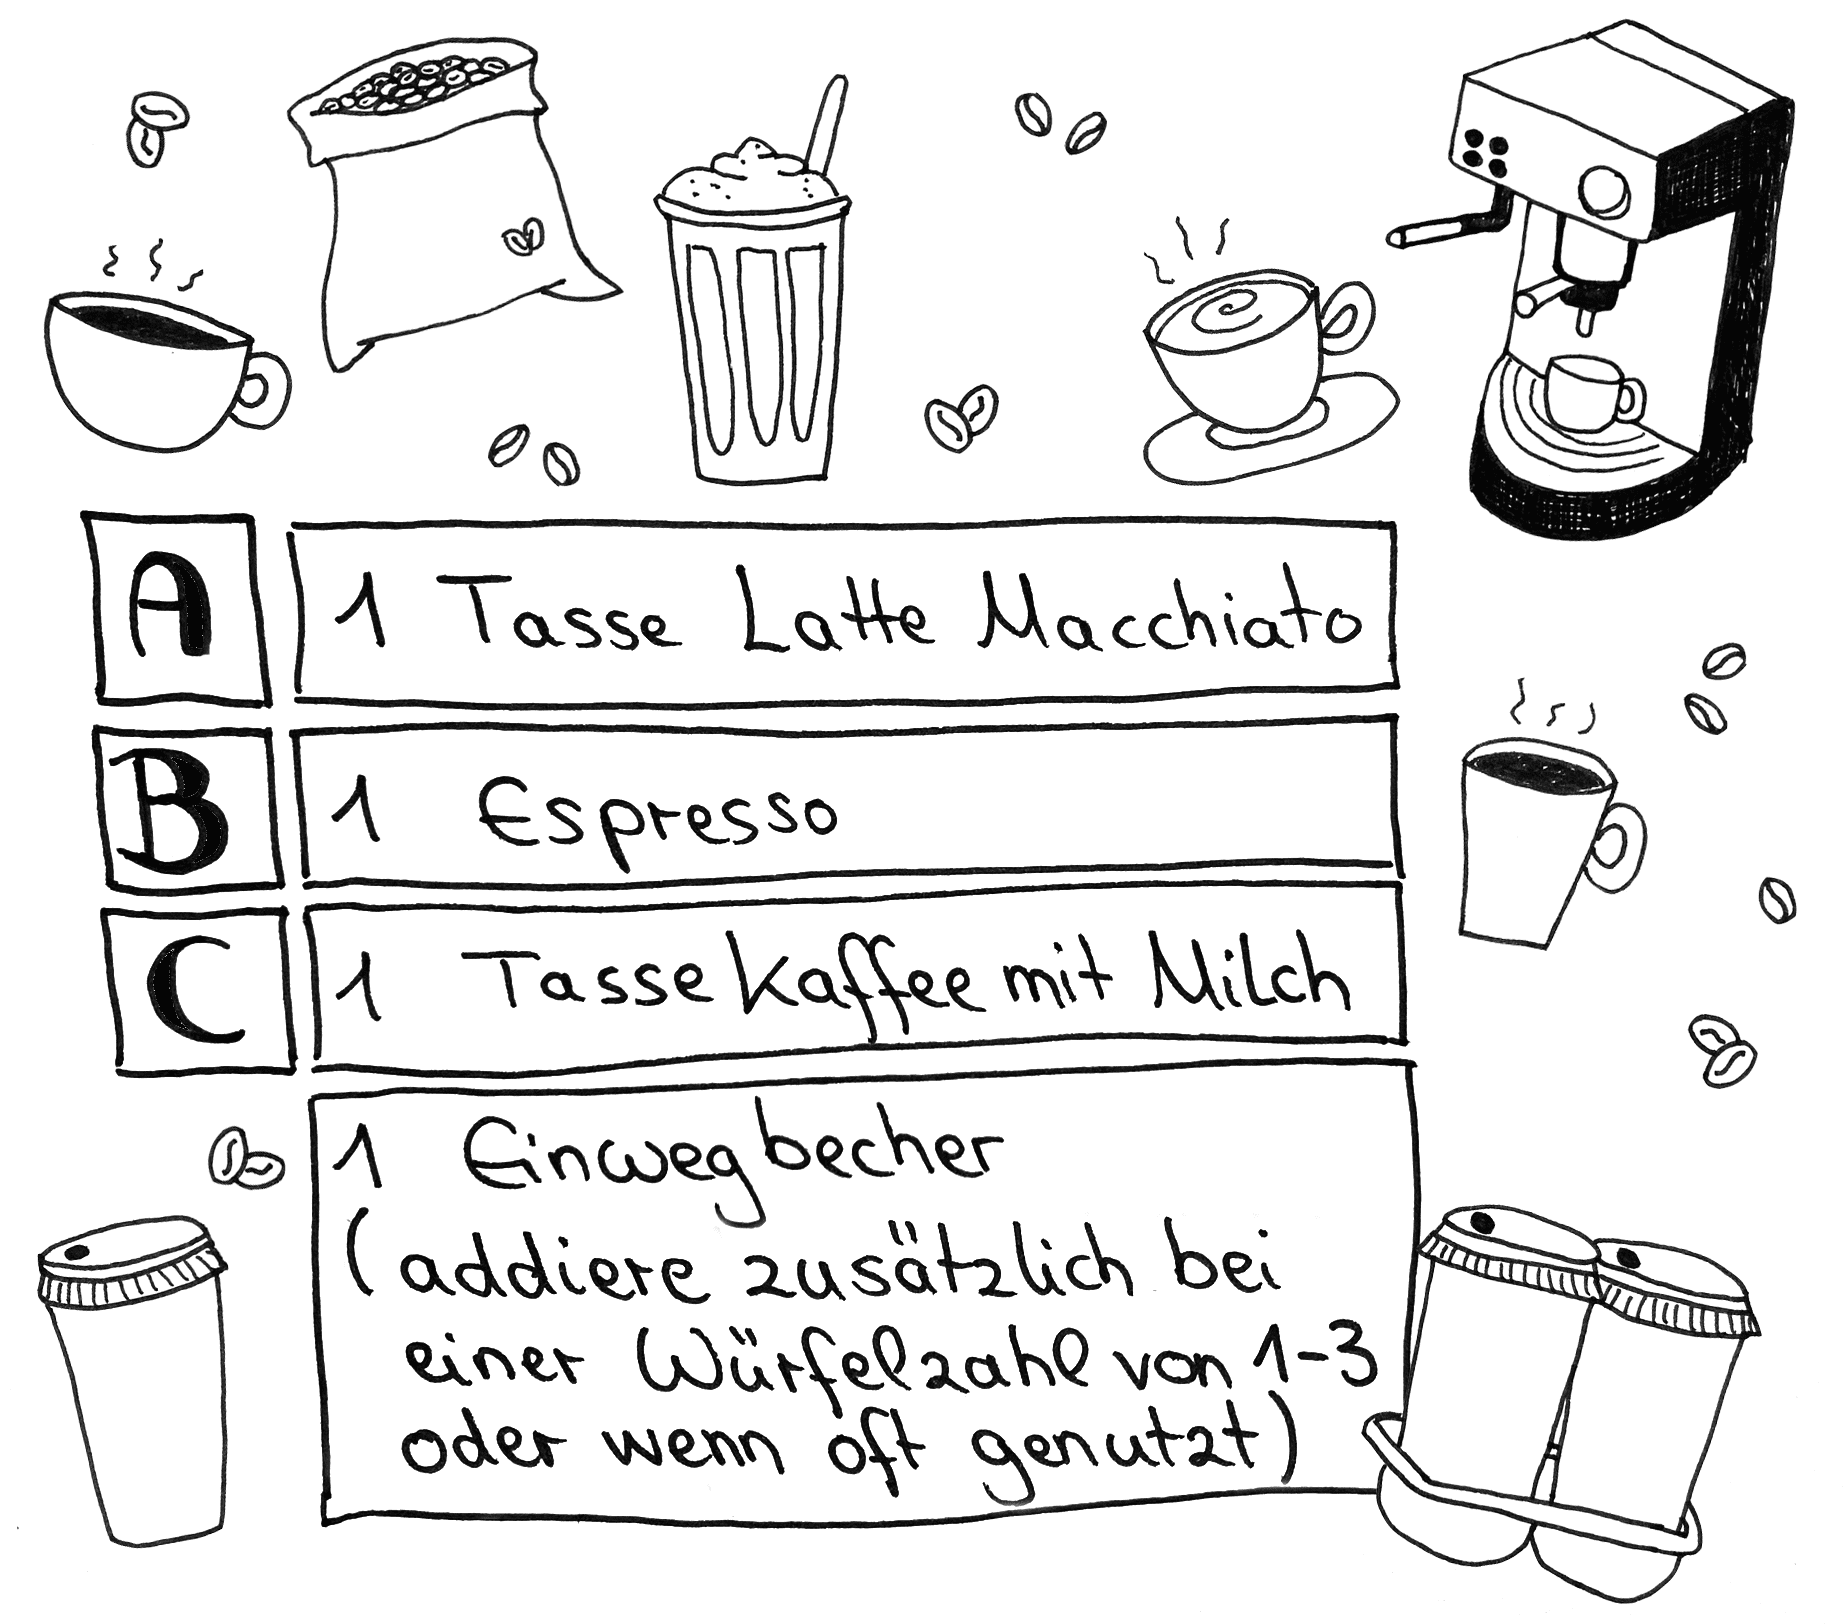 A 1 Tasse Latte Macchiato
B 1 Espresso
C 1 Tasse Kaffee mit Milch
1 Einwegbecher
(addiere zusätzlich bei
einer Würfelzahl von 1-3
oder wenn oft genutzt)